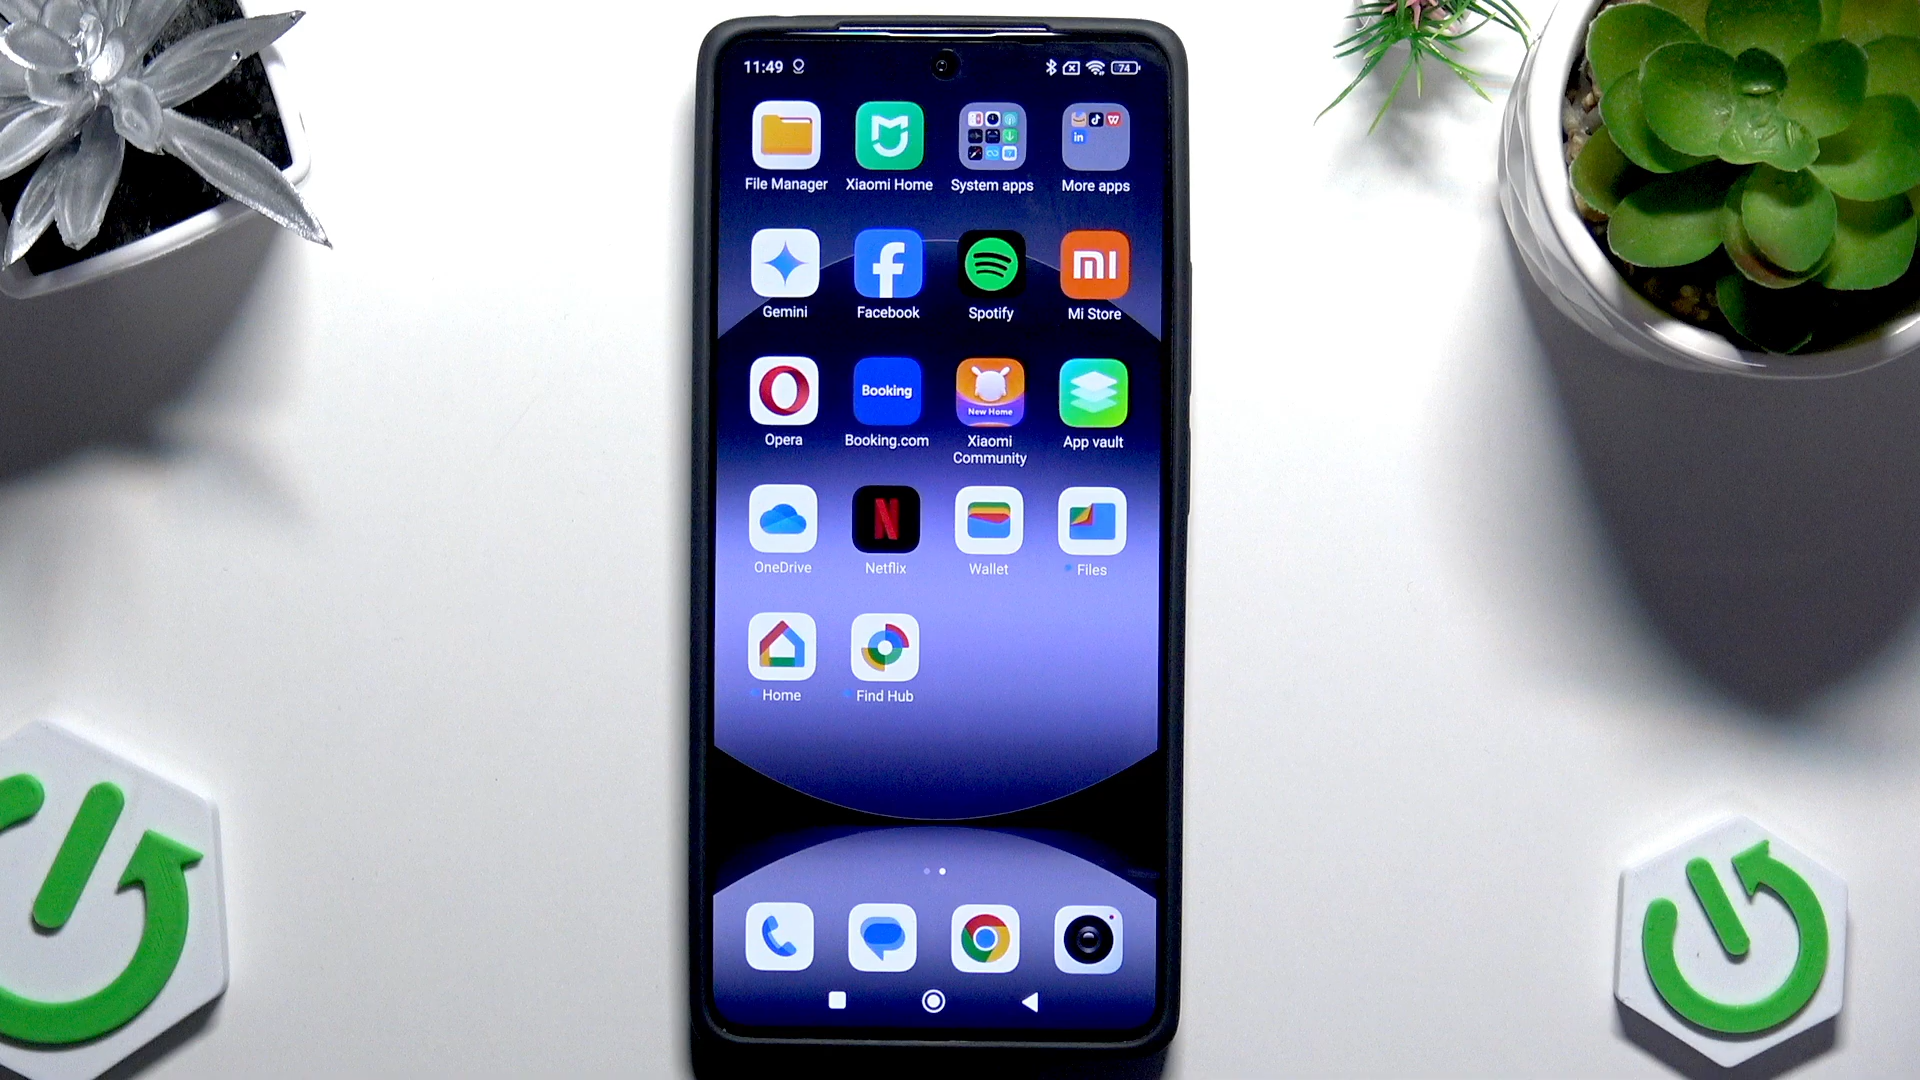 11:49
74
File Manager
Xiaomi Home
System apps
More apps
Gemini
Facebook
Spotify
mi
Mi Store
Opera
Booking
Booking.com
New Home
Xiaomi
Community
App vault
OneDrive
Netflix
Wallet
Files
Home
Find Hub